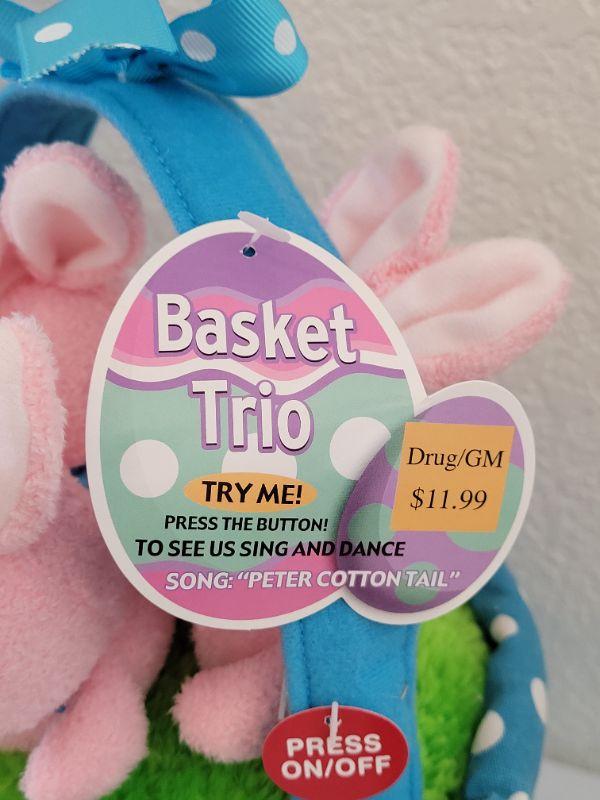 Basket
Trio
TRY ME!
PRESS THE BUTTON!
TO SEE US SING AND DANCE
SONG: "PETER COTTON TAIL"
Drug/GM
$11.99
PRESS
ON/OFF